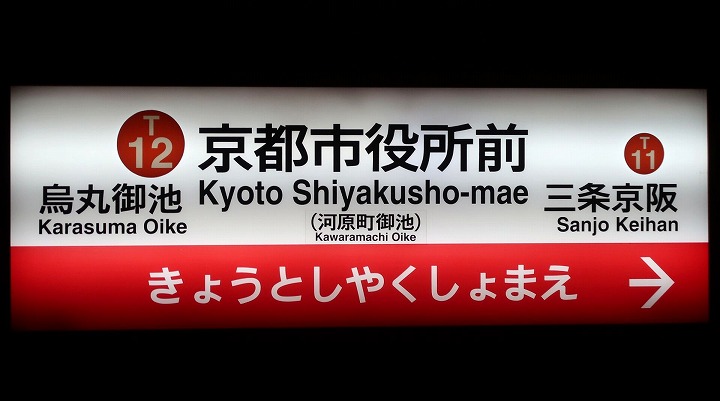 T
12
京都市役所前
Kyoto Shiyakusho-mae
(河原町御池)
Kawaramachi Oike
烏丸御池
Karasuma Oike
T
11
三条京阪
Sanjo Keihan
きょうとしやくしょまえ
→